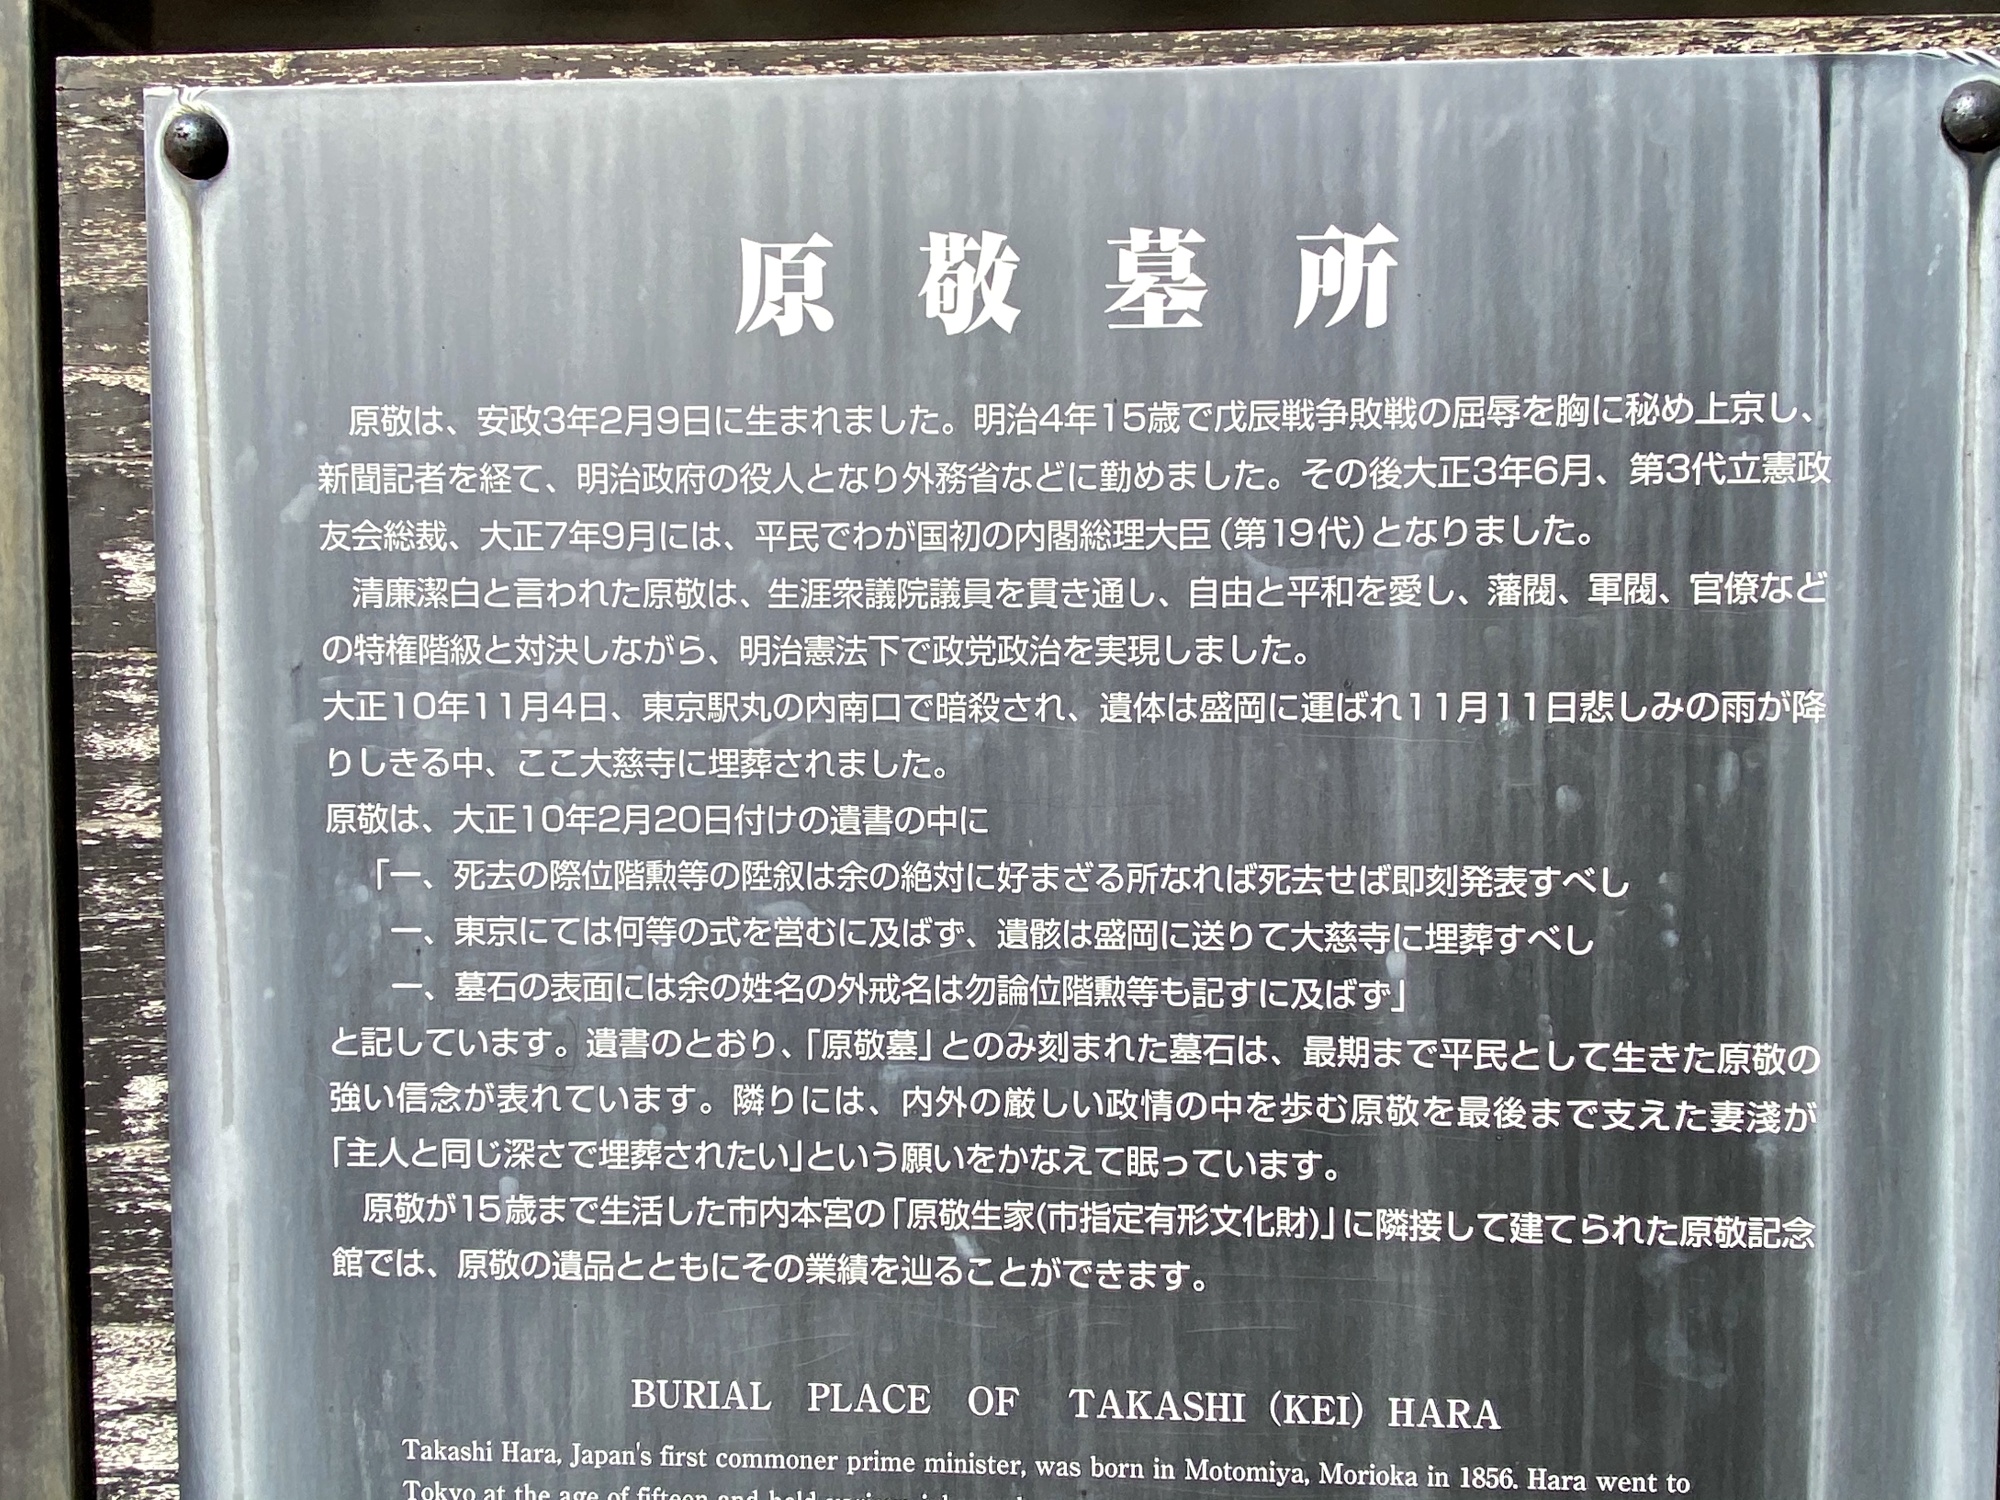 原敬墓所
原敬は、安政3年2月9日に生まれました。明治4年15歳で戊辰戦争敗戦の屈辱を胸に秘め上京し、
新聞記者を経て、明治政府の役人となり外務省などに勤めました。その後大正3年6月、第3代立憲政
友会総裁、大正7年9月には、平民でわが国初の内閣総理大臣（第19代）となりました。
清廉潔白と言われた原敬は、生涯衆議院議員を貫き通し、自由と平和を愛し、藩閥、軍閥、官僚など
の特権階級と対決しながら、明治憲法下で政党政治を実現しました。
大正10年11月4日、東京駅丸の内南口で暗殺され、遺体は盛岡に運ばれ11月11日悲しみの雨が降
りしきる中、ここ大慈寺に埋葬されました。
原敬は、大正10年2月20日付けの遺書の中に
「一、死去の際位階勲等の陞叙は余の絶対に好まざる所なれば死去せば即刻発表すべし
一、東京にては何等の式を営むに及ばず、遺骸は盛岡に送りて大慈寺に埋葬すべし
一、墓石の表面には余の姓名の外戒名は勿論位階勲等も記すに及ばず」
と記しています。遺書のとおり、「原敬墓」とのみ刻まれた墓石は、最期まで平民として生きた原敬の
強い信念が表れています。隣りには、内外の厳しい政情の中を歩む原敬を最後まで支えた妻淺が
「主人と同じ深さで埋葬されたい」という願いをかなえて眠っています。
原敬が15歳まで生活した市内本宮の「原敬生家(市指定有形文化財)」に隣接して建てられた原敬記念
館では、原敬の遺品とともにその業績を辿ることができます。
BURIAL PLACE OF TAKASHI (KEI) HARA
Takashi Hara, Japan's first commoner prime minister, was born in Motomiya, Morioka in 1856. Hara went to
Tokyo at the age of fifteen and held